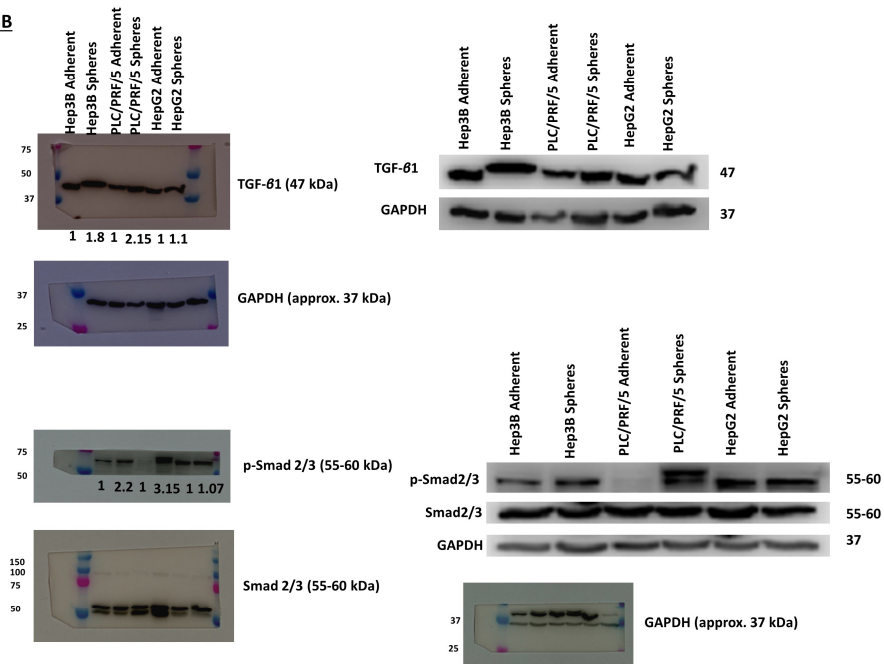 B
Hep3B Adherent
Hep3B Spheres
PLC/PRF/5 Adherent
PLC/PRF/5 Spheres
HepG2 Adherent
HepG2 Spheres
75
50
37
TGF-β1 (47 kDa)
1 1.8 1 2.15 1 1.1
37
25
GAPDH (approx. 37 kDa)
75
50
p-Smad 2/3 (55-60 kDa)
1 2.2 1 3.15 1 1.07
150
100
75
50
Smad 2/3 (55-60 kDa)
Hep3B Adherent
Hep3B Spheres
PLC/PRF/5 Adherent
PLC/PRF/5 Spheres
HepG2 Adherent
HepG2 Spheres
TGF-β1 47
GAPDH 37
Hep3B Adherent
Hep3B Spheres
PLC/PRF/5 Adherent
PLC/PRF/5 Spheres
HepG2 Adherent
HepG2 Spheres
p-Smad2/3 55-60
Smad2/3 55-60
GAPDH 37
37
25
GAPDH (approx. 37 kDa)